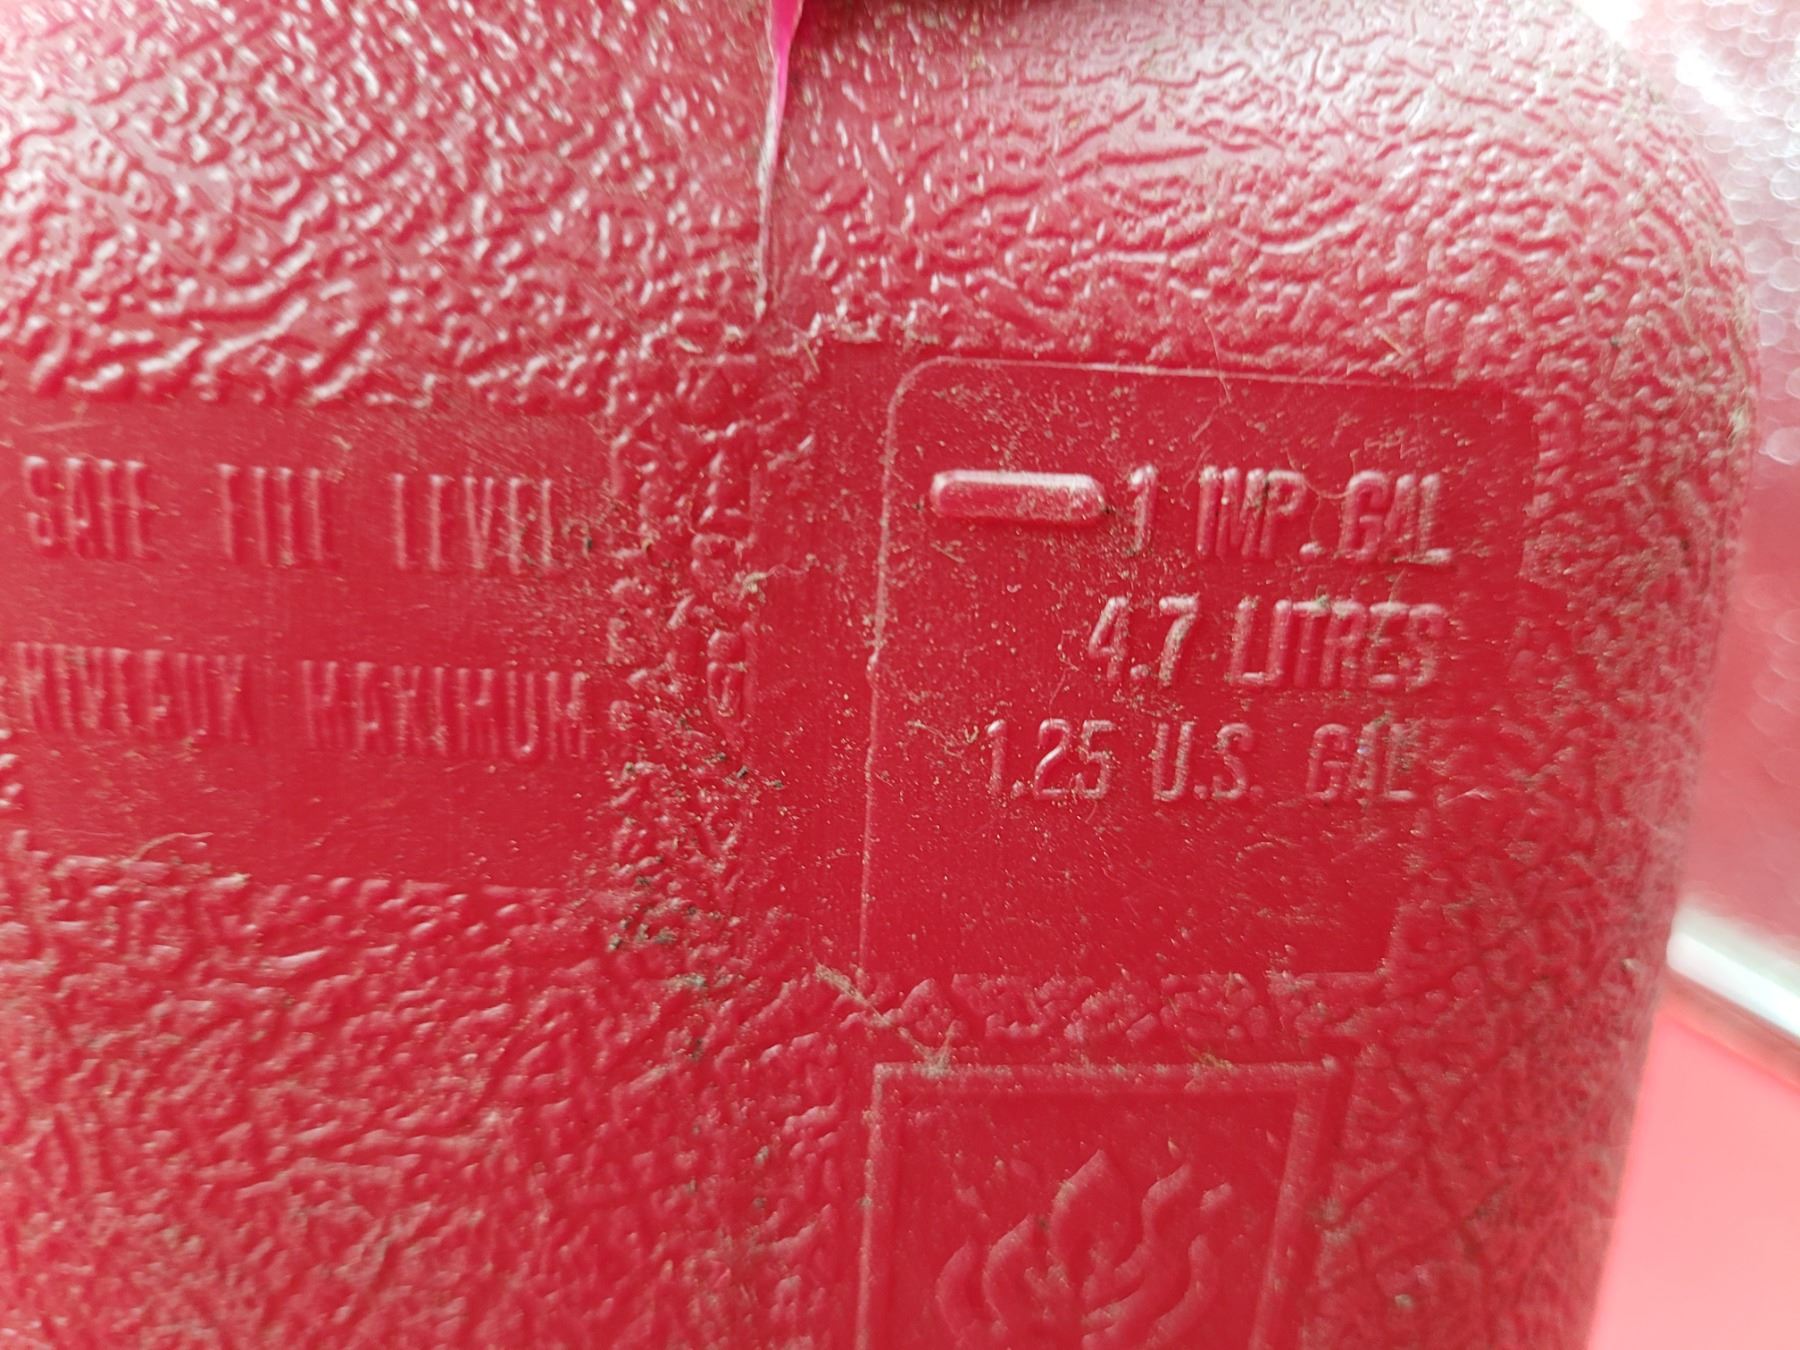 SAFE FILL LEVEL
NIVEAUX MAXIMUM
1 IMP. GAL
4.7 LITRES
1.25 U.S. GAL